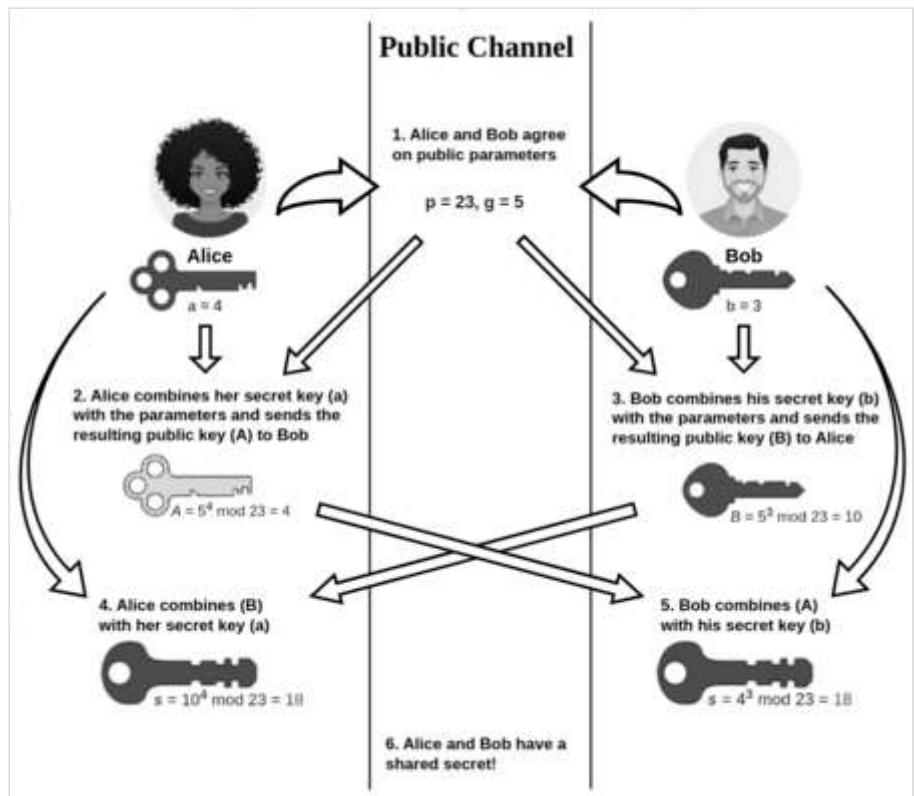 Public Channel
1. Alice and Bob agree
on public parameters
p = 23, g = 5
Alice
a = 4
Bob
b = 3
2. Alice combines her secret key (a)
with the parameters and sends the
resulting public key (A) to Bob
A = 5⁴ mod 23 = 4
3. Bob combines his secret key (b)
with the parameters and sends the
resulting public key (B) to Alice
B = 5³ mod 23 = 10
4. Alice combines (B)
with her secret key (a)
s = 10⁴ mod 23 = 18
5. Bob combines (A)
with his secret key (b)
s = 4³ mod 23 = 18
6. Alice and Bob have a
shared secret!